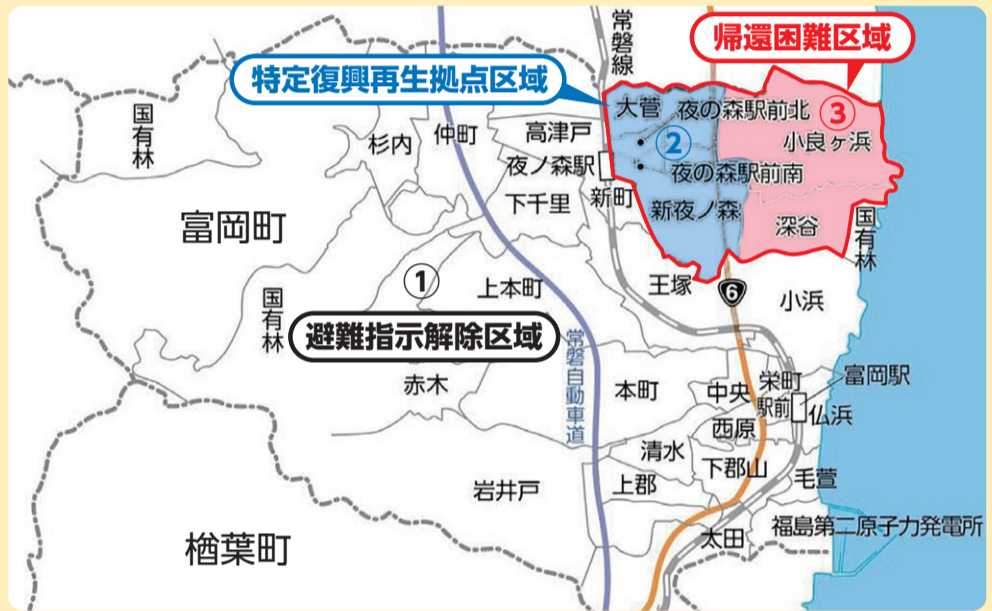 常磐線
帰還困難区域
特定復興再生拠点区域
大菅
夜の森駅前北
③
小良ヶ浜
②
国有林
杉内
仲町
高津戸
夜ノ森駅
夜の森駅前南
下千里
新町
新夜ノ森
深谷
国有林
富岡町
①
上本町
王塚
6
小浜
国有林
避難指示解除区域
常磐自動車道
赤木
本町
中央
栄町
富岡駅
駅前
仏浜
西原
清水
下郡山
岩井戸
上郡
毛萱
太田
福島第二原子力発電所
楢葉町